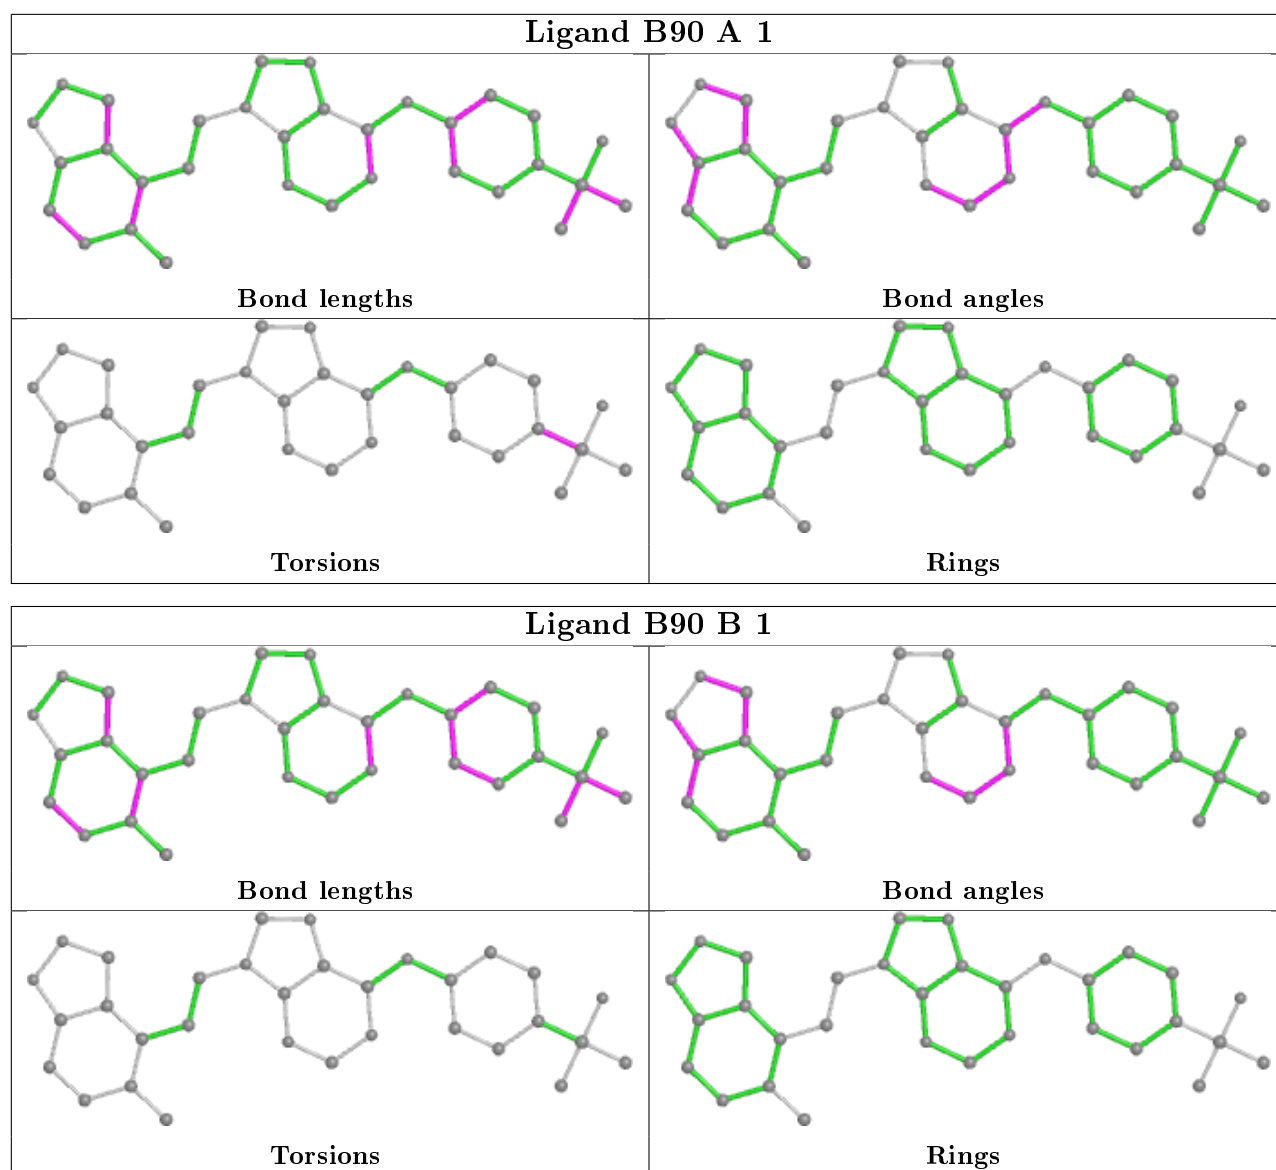 Ligand B90 A 1
Bond lengths
Bond angles
Torsions
Rings
Ligand B90 B 1
Bond lengths
Bond angles
Torsions
Rings